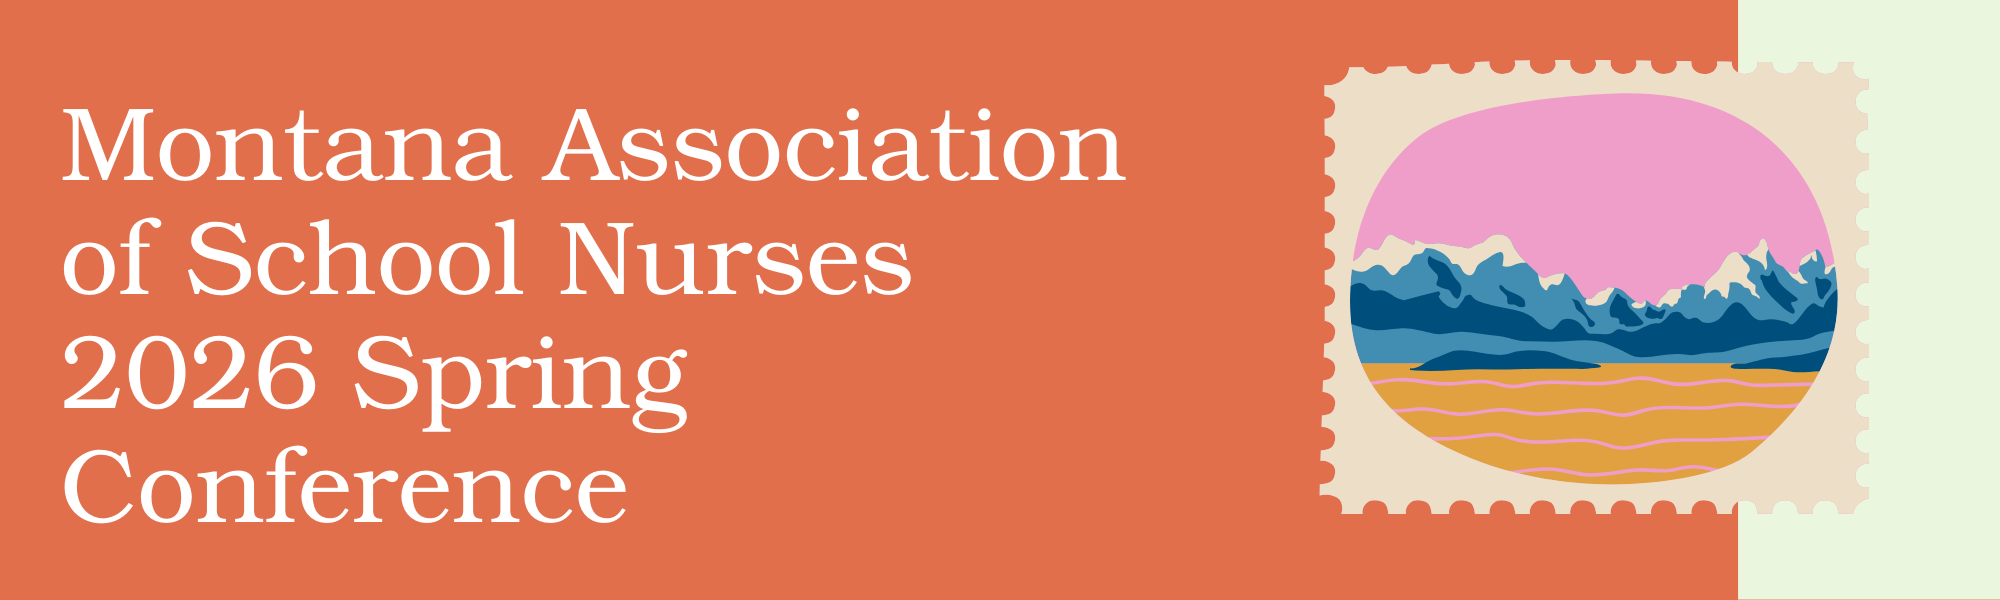 Montana Association
of School Nurses
2026 Spring
Conference